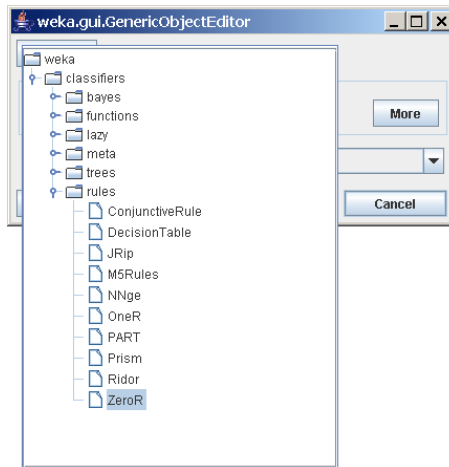 weka.gui.GenericObjectEditor
weka
classifiers
bayes
functions
More
lazy
meta
trees
rules
Cancel
ConjunctiveRule
DecisionTable
JRip
M5Rules
NNge
OneR
PART
Prism
Ridor
ZeroR